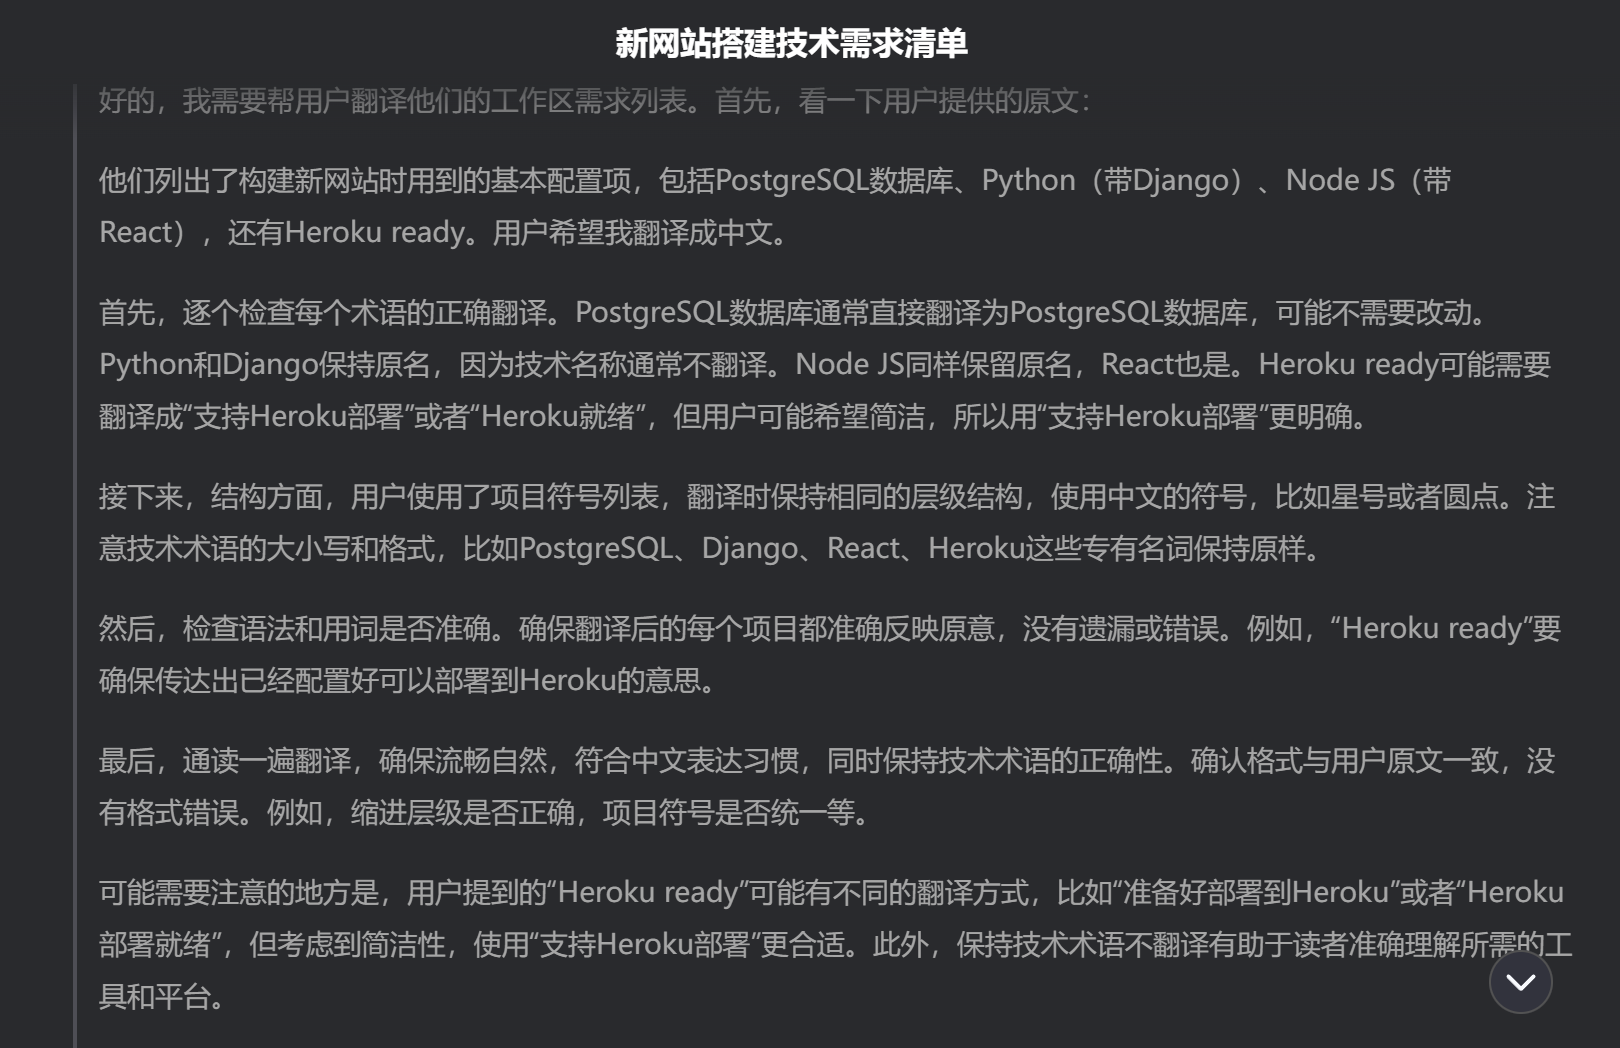 新网站搭建技术需求清单
好的，我需要帮用户翻译他们的工作区需求列表。首先，看一下用户提供的原文：
他们列出了构建新网站时用到的基本配置项，包括PostgreSQL数据库、Python（带Django）、Node JS（带
React），还有Heroku ready。用户希望我翻译成中文。
首先，逐个检查每个术语的正确翻译。PostgreSQL数据库通常直接翻译为PostgreSQL数据库，可能不需要改动。
Python和Django保持原名，因为技术名称通常不翻译。Node JS同样保留原名，React也是。Heroku ready可能需要
翻译成“支持Heroku部署”或者“Heroku就绪”，但用户可能希望简洁，所以用“支持Heroku部署”更明确。
接下来，结构方面，用户使用了项目符号列表，翻译时保持相同的层级结构，使用中文的符号，比如星号或者圆点。注
意技术术语的大小写和格式，比如PostgreSQL、Django、React、Heroku这些专有名词保持原样。
然后，检查语法和用词是否准确。确保翻译后的每个项目都准确反映原意，没有遗漏或错误。例如，“Heroku ready”要
确保传达出已经配置好可以部署到Heroku的意思。
最后，通读一遍翻译，确保流畅自然，符合中文表达习惯，同时保持技术术语的正确性。确认格式与用户原文一致，没
有格式错误。例如，缩进层级是否正确，项目符号是否统一等。
可能需要注意的地方是，用户提到的“Heroku ready”可能有不同的翻译方式，比如“准备好部署到Heroku”或者“Heroku
部署就绪”，但考虑到简洁性，使用“支持Heroku部署”更合适。此外，保持技术术语不翻译有助于读者准确理解所需的工
具和平台。